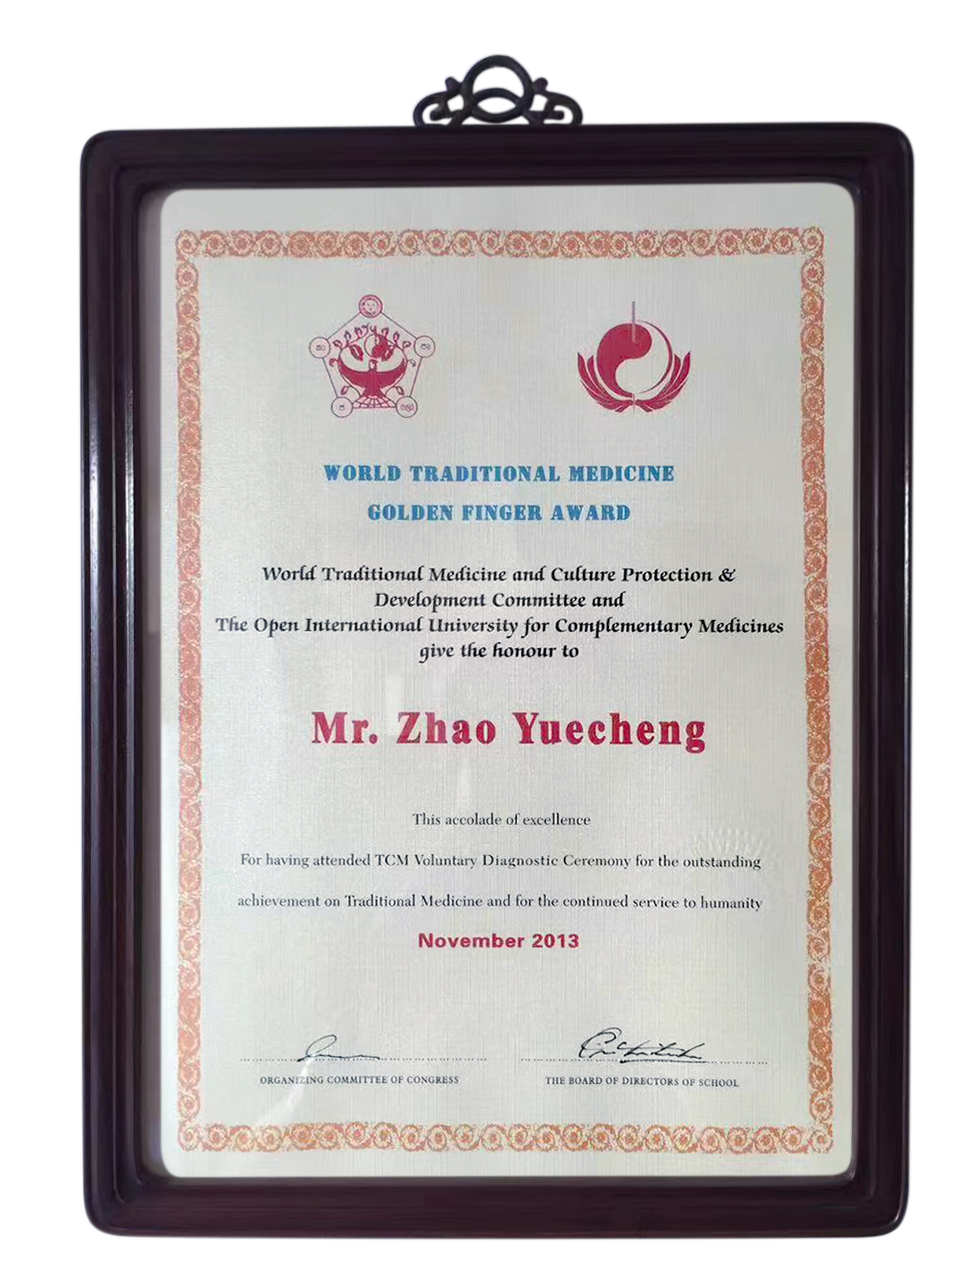 WORLD TRADITIONAL MEDICINE
GOLDEN FINGER AWARD
World Traditional Medicine and Culture Protection &
Development Committee and
The Open International University for Complementary Medicines
give the honour to
Mr. Zhao Yuecheng
This accolade of excellence
For having attended TCM Voluntary Diagnostic Ceremony for the outstanding
achievement on Traditional Medicine and for the continued service to humanity
November 2013
ORGANIZING COMMITTEE OF CONGRESS
THE BOARD OF DIRECTORS OF SCHOOL